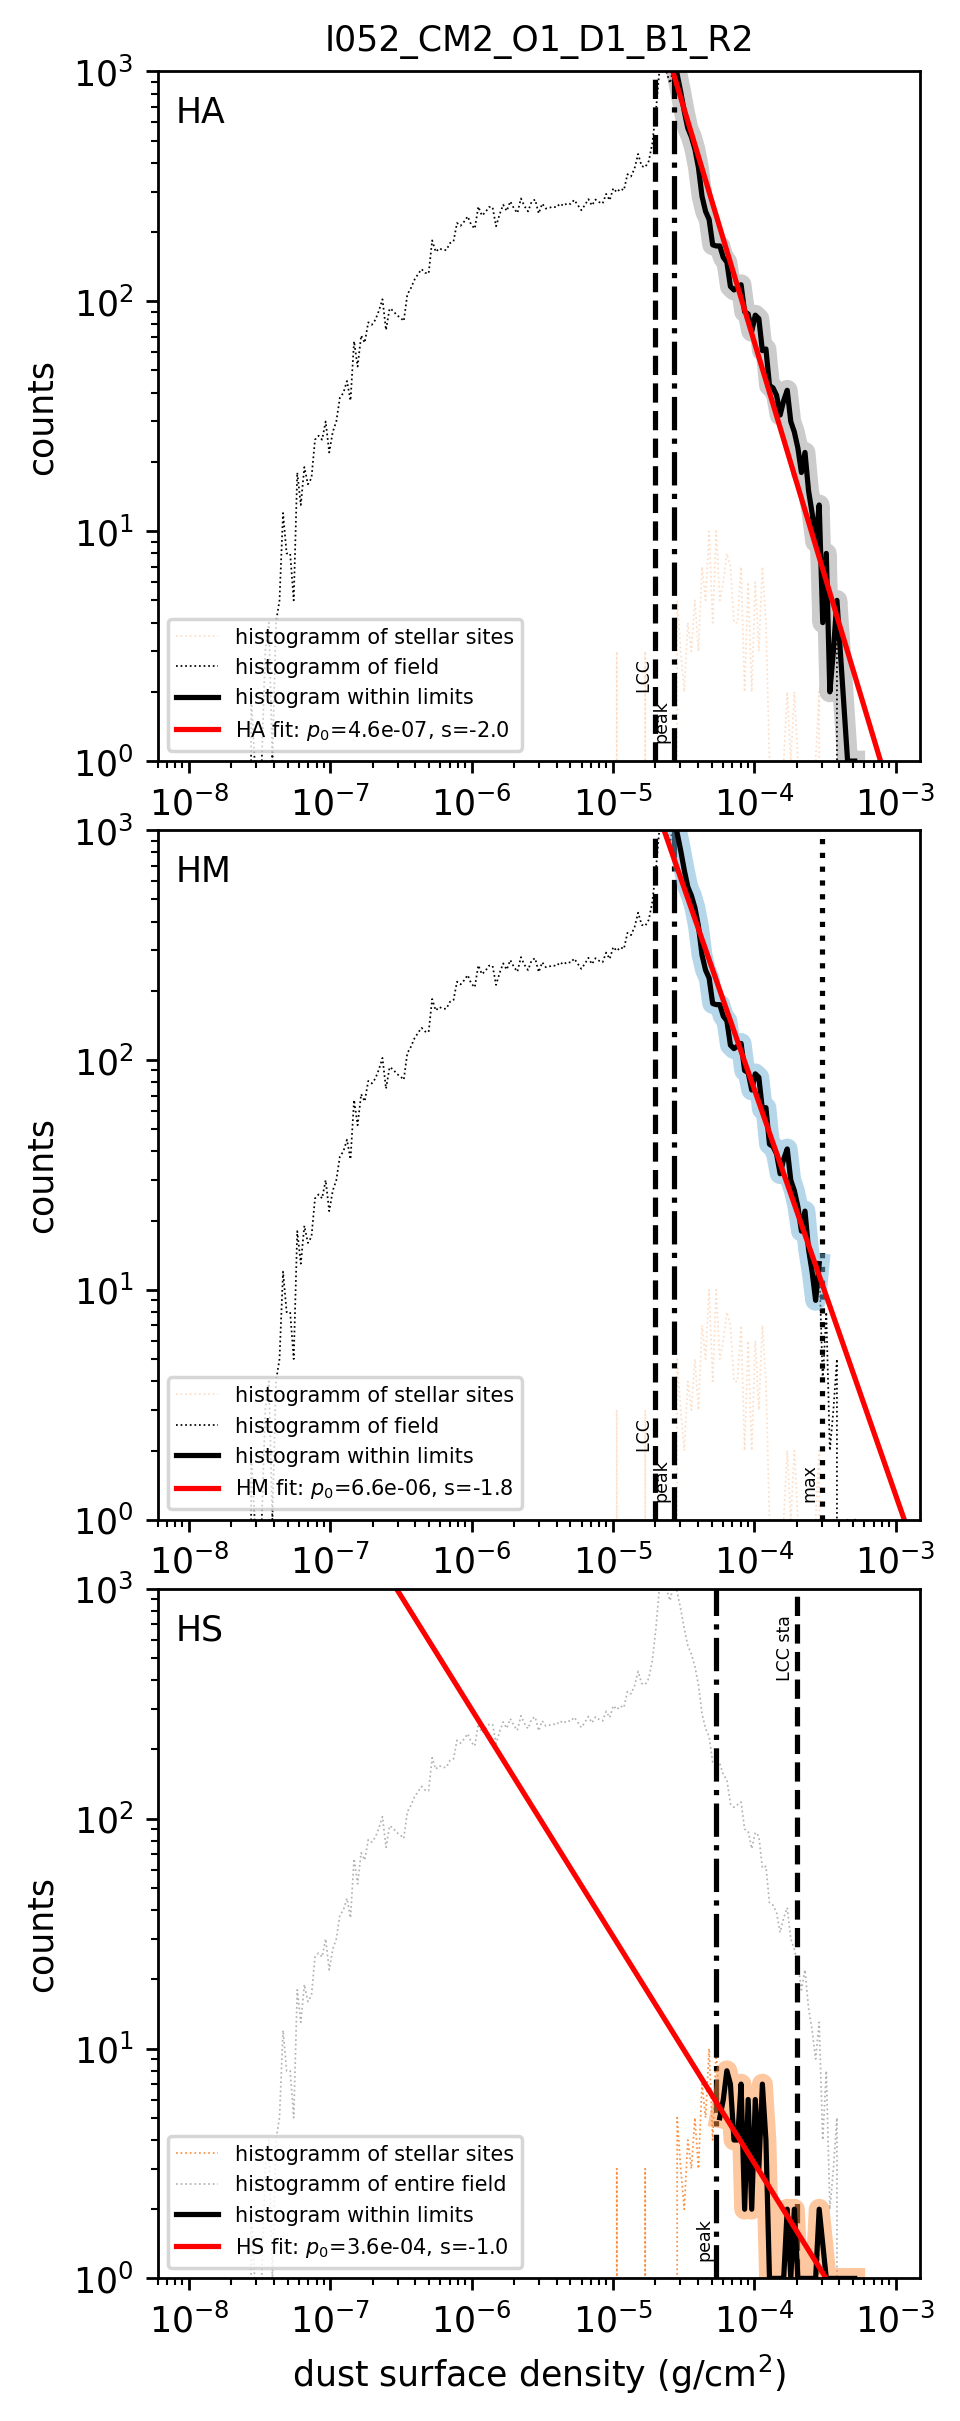 I052_CM2_O1_D1_B1_R2
HA
counts
10³
10²
10¹
10⁰
LCC
peak
histogramm of stellar sites
histogramm of field
histogram within limits
HA fit: p₀=4.6e-07, s=-2.0
10⁻⁸ 10⁻⁷ 10⁻⁶ 10⁻⁵ 10⁻⁴ 10⁻³
HM
counts
10³
10²
10¹
10⁰
LCC
peak
max
histogramm of stellar sites
histogramm of field
histogram within limits
HM fit: p₀=6.6e-06, s=-1.8
10⁻⁸ 10⁻⁷ 10⁻⁶ 10⁻⁵ 10⁻⁴ 10⁻³
HS
counts
10³
10²
10¹
10⁰
LCC sta
peak
histogramm of stellar sites
histogramm of entire field
histogram within limits
HS fit: p₀=3.6e-04, s=-1.0
10⁻⁸ 10⁻⁷ 10⁻⁶ 10⁻⁵ 10⁻⁴ 10⁻³
dust surface density (g/cm²)